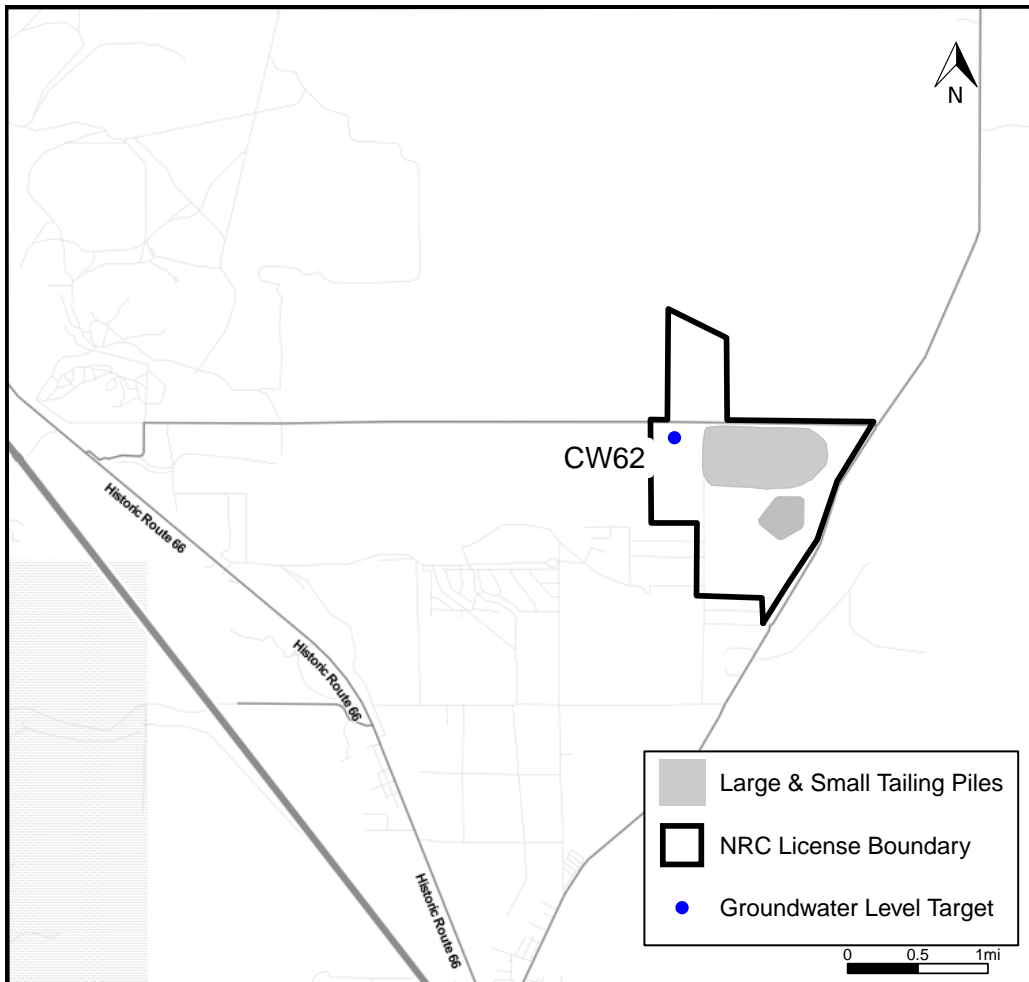 N
CW62
Historic Route 66
Historic Route 66
Historic Route 66
Large & Small Tailing Piles
NRC License Boundary
Groundwater Level Target
0 0.5 1mi